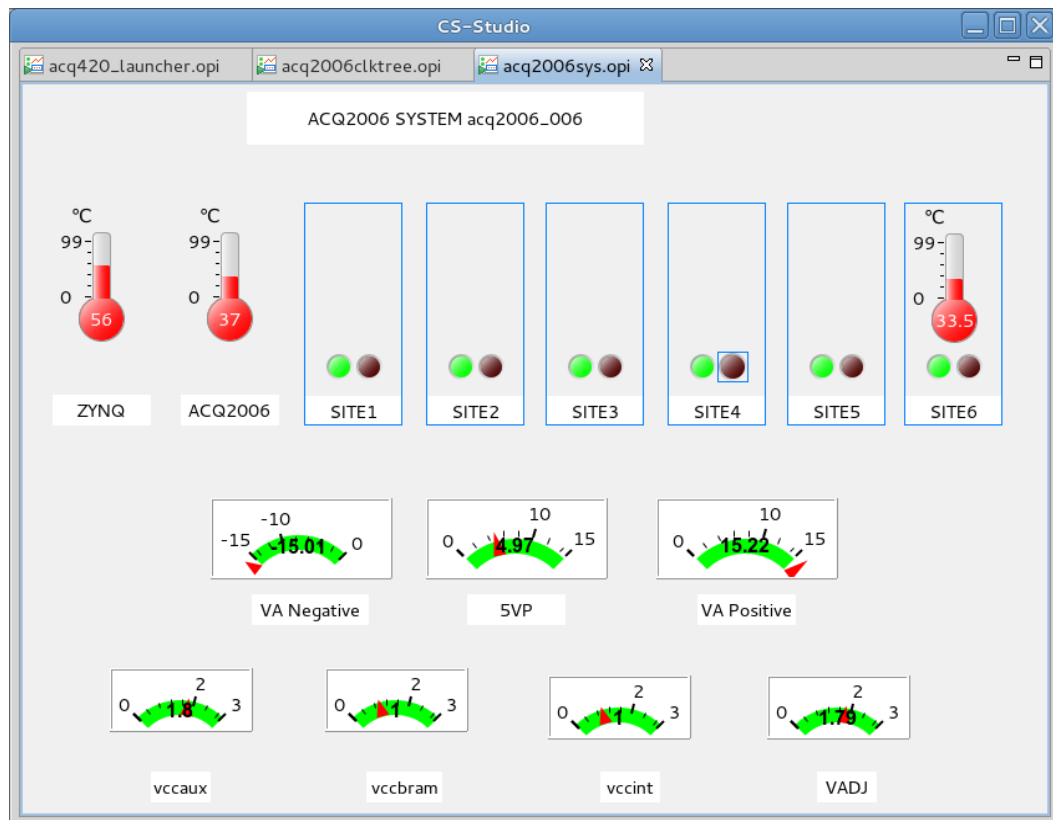 CS-Studio
acq420_launcher.opi acq2006clktree.opi acq2006sys.opi
ACQ2006 SYSTEM acq2006_006
°C °C °C
99 99 99
0 0 0
56 37 33.5
ZYNQ ACQ2006 SITE1 SITE2 SITE3 SITE4 SITE5 SITE6
-15 -10 0 0 10 15 0 10 15
-15.01 4.97 15.22
VA Negative 5VP VA Positive
0 2 3 0 2 3 0 2 3 0 2 3
1.8 1 1 1.79
vccaux vccbram vccint VADJ